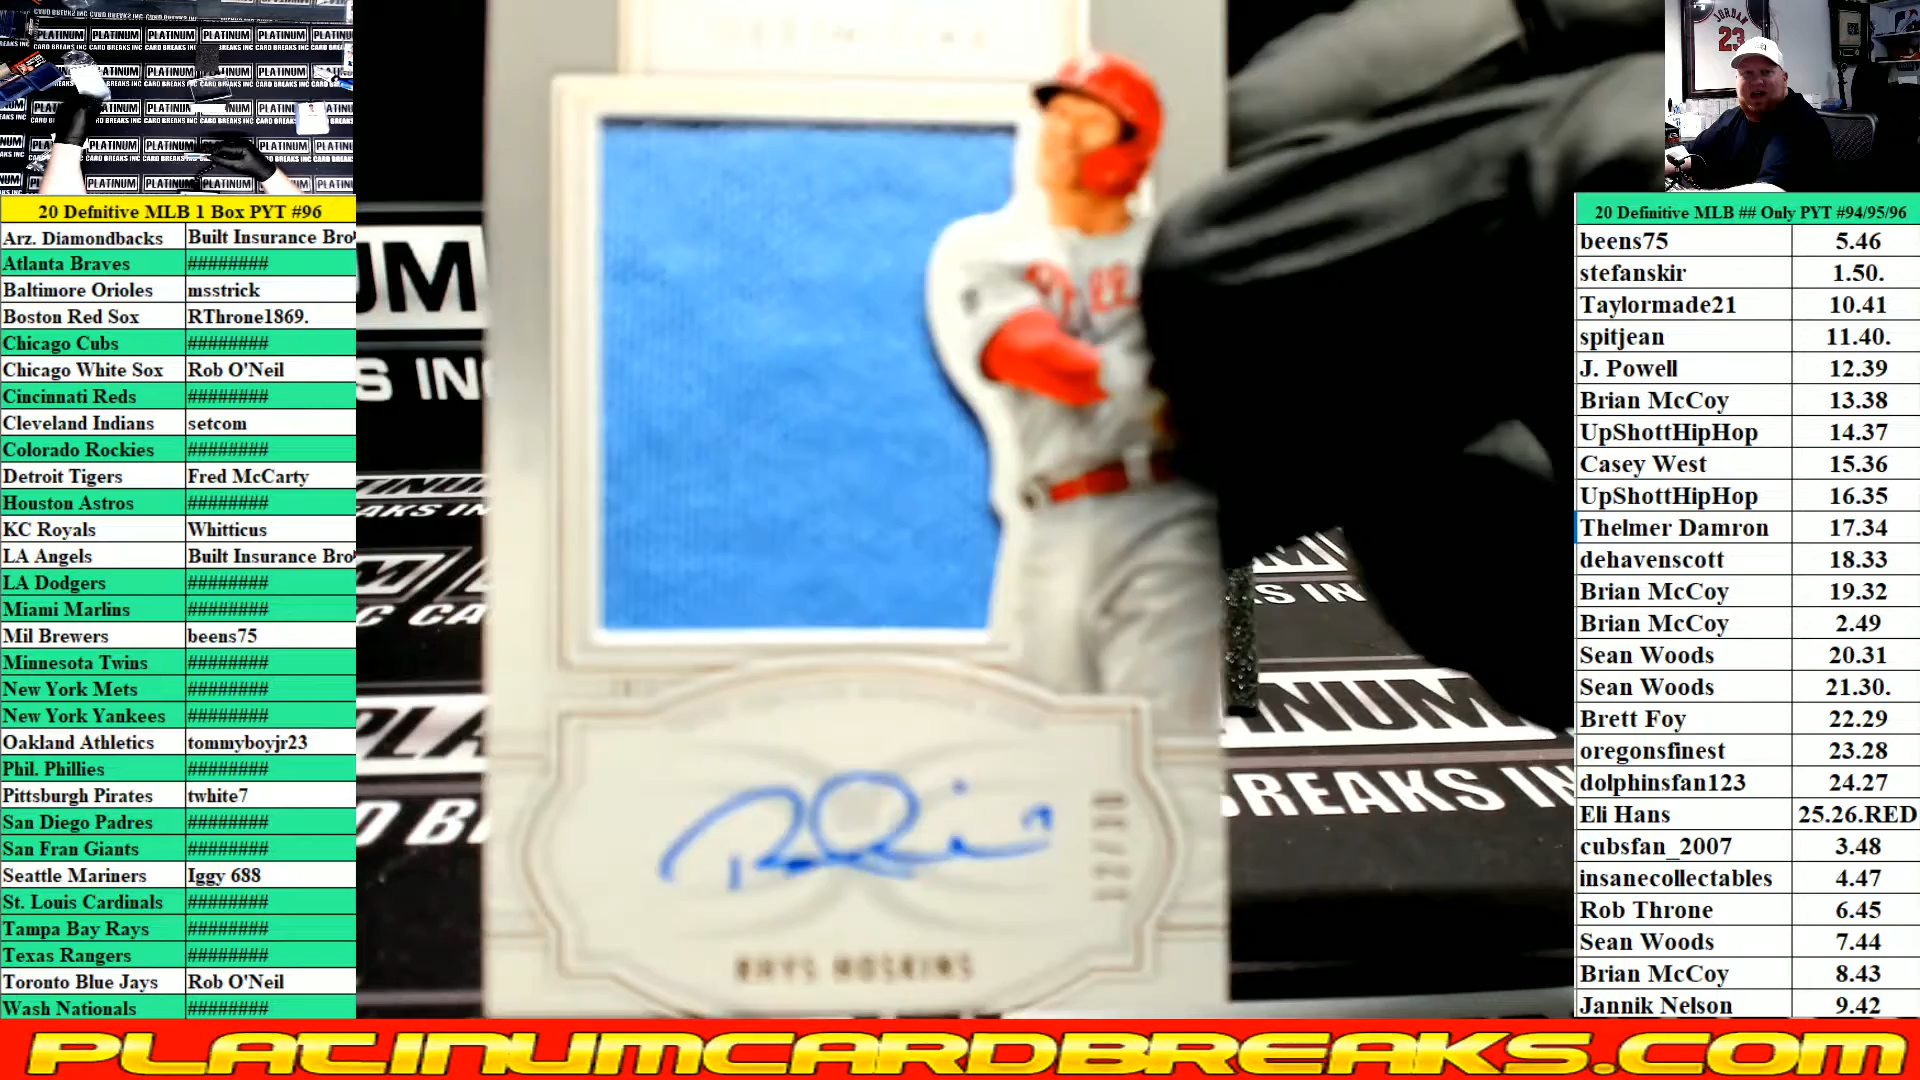 20 Defnitive MLB 1 Box PYT #96
Arz. Diamondbacks Built Insurance Bro
Atlanta Braves ########
Baltimore Orioles msstrick
Boston Red Sox RThrone1869.
Chicago Cubs ########
Chicago White Sox Rob O'Neil
Cincinnati Reds ########
Cleveland Indians setcom
Colorado Rockies ########
Detroit Tigers Fred McCarty
Houston Astros ########
KC Royals Whitticus
LA Angels Built Insurance Bro
LA Dodgers ########
Miami Marlins ########
Mil Brewers beens75
Minnesota Twins ########
New York Mets ########
New York Yankees ########
Oakland Athletics tommyboyjr23
Phil. Phillies ########
Pittsburgh Pirates twhite7
San Diego Padres ########
San Fran Giants ########
Seattle Mariners Iggy 688
St. Louis Cardinals ########
Tampa Bay Rays ########
Texas Rangers ########
Toronto Blue Jays Rob O'Neil
Wash Nationals ########
RHYS HOSKINS
JORDAN
23
20 Definitive MLB ## Only PYT #94/95/96
beens75 5.46
stefanskir 1.50.
Taylormade21 10.41
spitjean 11.40.
J. Powell 12.39
Brian McCoy 13.38
UpShottHipHop 14.37
Casey West 15.36
UpShottHipHop 16.35
Thelmer Damron 17.34
dehavenscott 18.33
Brian McCoy 19.32
Brian McCoy 2.49
Sean Woods 20.31
Sean Woods 21.30.
Brett Foy 22.29
oregonsfinest 23.28
dolphinsfan123 24.27
Eli Hans 25.26.RED
cubsfan_2007 3.48
insanecollectables 4.47
Rob Throne 6.45
Sean Woods 7.44
Brian McCoy 8.43
Jannik Nelson 9.42
PLATINUMCARDBREAKS.COM